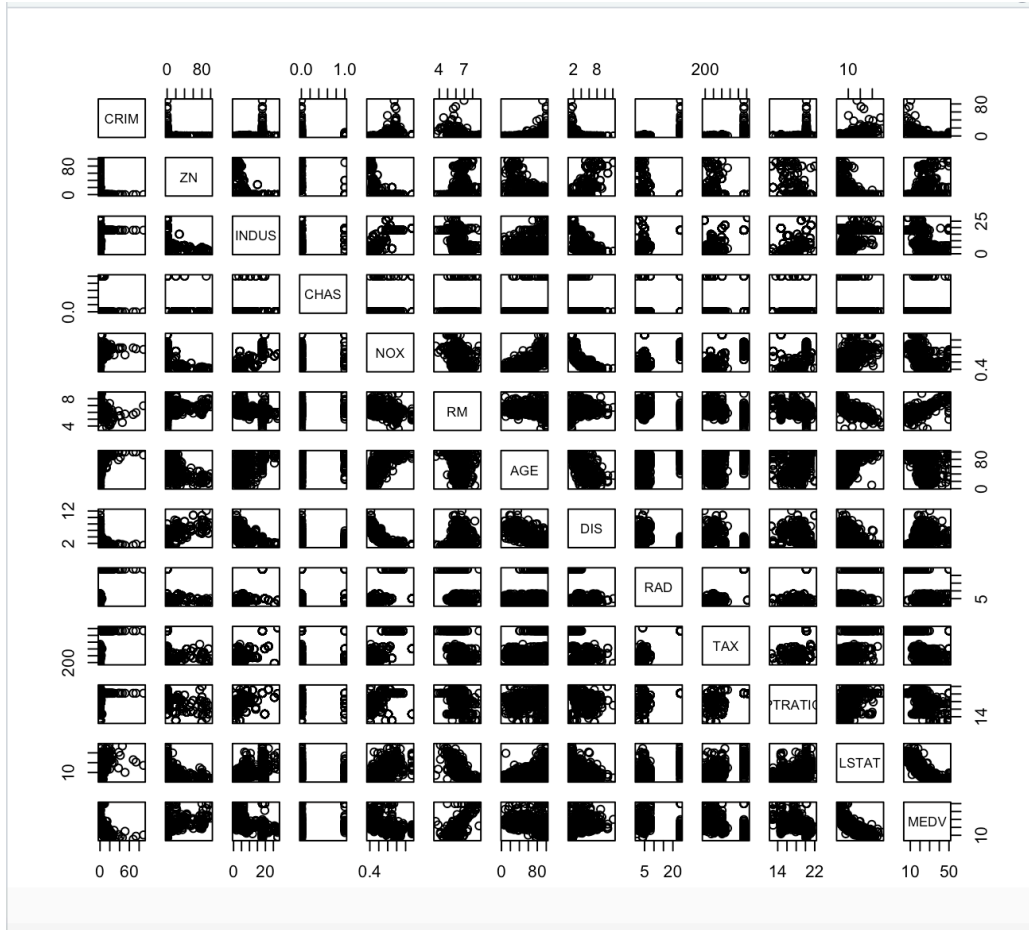 0 80 0.0 1.0 4 7 2 8 200 10
CRIM 0 80
0 80 ZN
INDUS 0 25
0.0 CHAS
NOX 0.4
4 8 RM
AGE 0 80
2 12 DIS
RAD 5
200 TAX
PTRATIO 14
10 LSTAT
MEDV 10
0 60 0 20 0.4 0 80 5 20 14 22 10 50